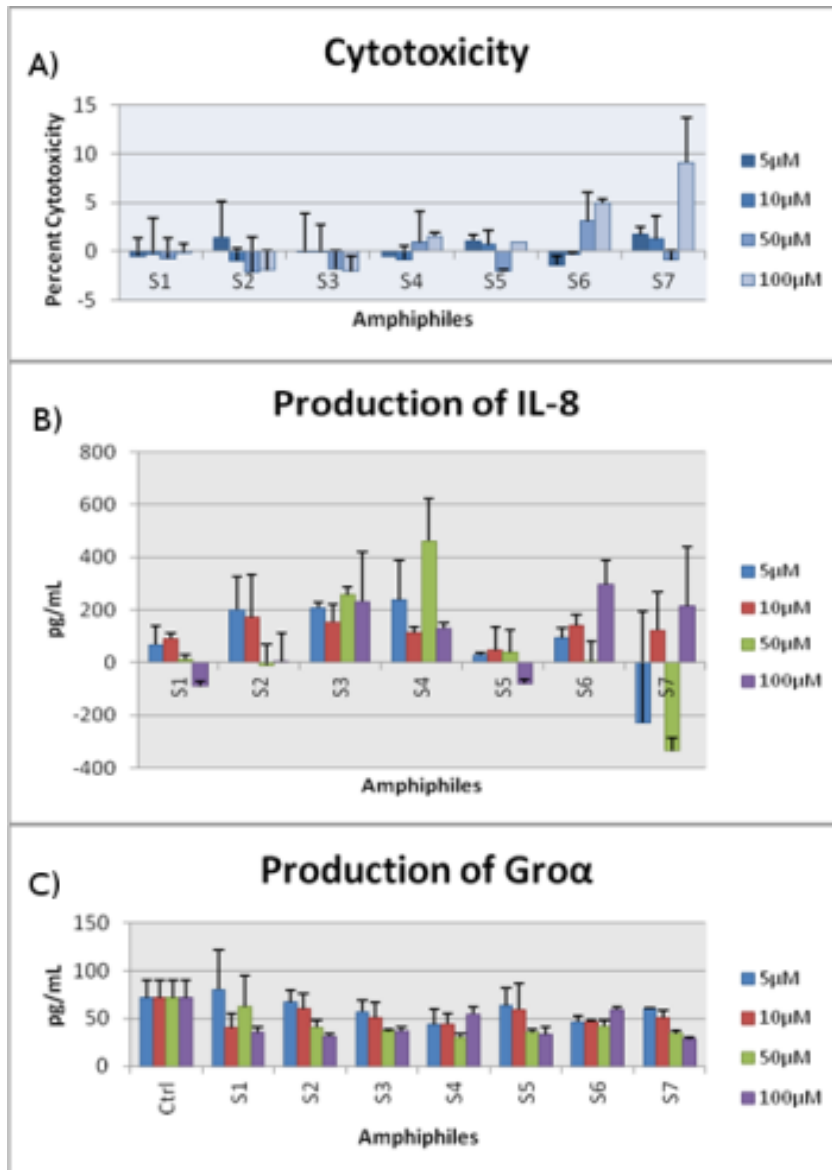 A)
Cytotoxicity
Percent Cytotoxicity
15
10
5
0
-5
S1 S2 S3 S4 S5 S6 S7
Amphiphiles
5µM
10µM
50µM
100µM
B)
Production of IL-8
pg/mL
800
600
400
200
0
-200
-400
S1 S2 S3 S4 S5 S6 S7
Amphiphiles
5µM
10µM
50µM
100µM
C)
Production of Groα
pg/mL
150
100
50
0
Ctrl S1 S2 S3 S4 S5 S6 S7
Amphiphiles
5µM
10µM
50µM
100µM